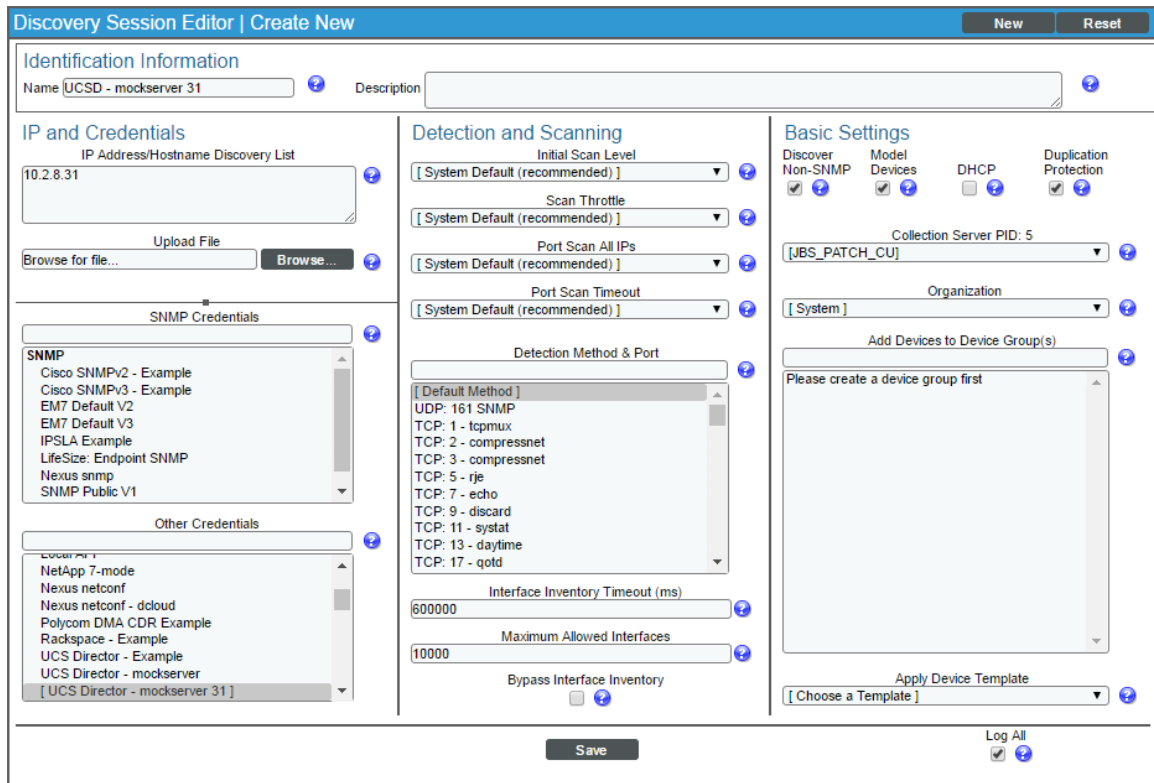 Discovery Session Editor | Create New
New
Reset
Identification Information
Name UCSD - mockserver 31
Description
IP and Credentials
IP Address/Hostname Discovery List
10.2.8.31
Upload File
Browse for file...
Browse...
SNMP Credentials
SNMP
Cisco SNMPv2 - Example
Cisco SNMPv3 - Example
EM7 Default V2
EM7 Default V3
IPSLA Example
LifeSize: Endpoint SNMP
Nexus snmp
SNMP Public V1
Other Credentials
Local API
NetApp 7-mode
Nexus netconf
Nexus netconf - dcloud
Polycom DMA CDR Example
Rackspace - Example
UCS Director - Example
UCS Director - mockserver
[ UCS Director - mockserver 31 ]
Detection and Scanning
Initial Scan Level
[ System Default (recommended) ]
Scan Throttle
[ System Default (recommended) ]
Port Scan All IPs
[ System Default (recommended) ]
Port Scan Timeout
[ System Default (recommended) ]
Detection Method & Port
[ Default Method ]
UDP: 161 SNMP
TCP: 1 - tcpmux
TCP: 2 - compressnet
TCP: 3 - compressnet
TCP: 5 - rje
TCP: 7 - echo
TCP: 9 - discard
TCP: 11 - systat
TCP: 13 - daytime
TCP: 17 - qotd
Interface Inventory Timeout (ms)
600000
Maximum Allowed Interfaces
10000
Bypass Interface Inventory
Basic Settings
Discover Non-SNMP
Model Devices
DHCP
Duplication Protection
Collection Server PID: 5
[JBS_PATCH_CU]
Organization
[ System ]
Add Devices to Device Group(s)
Please create a device group first
Apply Device Template
[ Choose a Template ]
Save
Log All